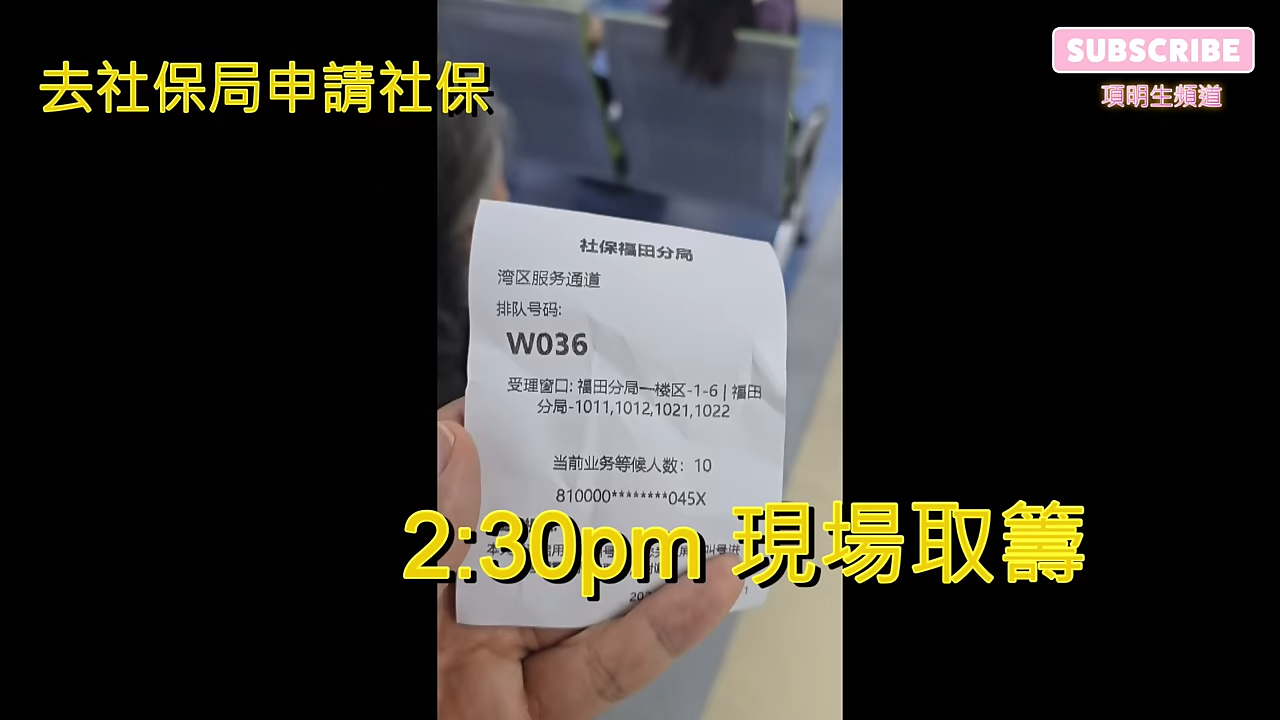 去社保局申請社保
SUBSCRIBE
項明生頻道
社保福田分局
湾区服务通道
排队号码:
W036
受理窗口: 福田分局一楼区-1-6 | 福田
分局-1011,1012,1021,1022
当前业务等候人数: 10
810000********045X
2:30pm 現場取籌